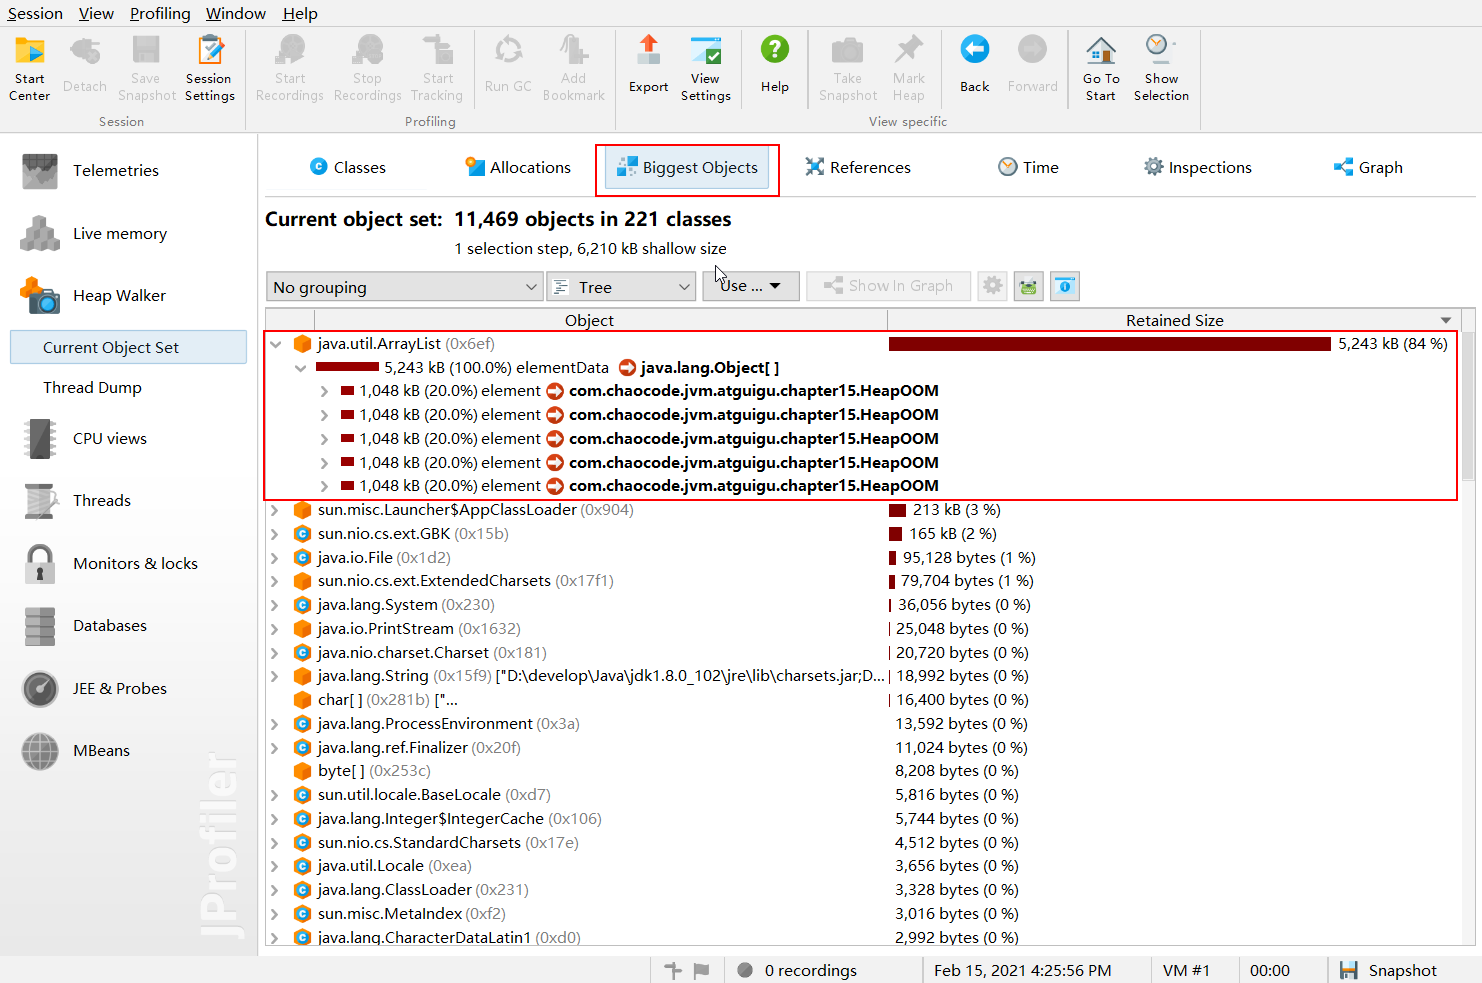 Session View Profiling Window Help
Start Center
Detach
Save Snapshot
Session Settings
Start Recordings
Stop Recordings
Start Tracking
Run GC
Add Bookmark
Export
View Settings
Help
Take Snapshot
Mark Heap
Back
Forward
Go To Start
Show Selection
Session
Profiling
View specific
Telemetries
Live memory
Heap Walker
Current Object Set
Thread Dump
CPU views
Threads
Monitors & locks
Databases
JEE & Probes
MBeans
JProfiler
Classes Allocations Biggest Objects References Time Inspections Graph
Current object set: 11,469 objects in 221 classes
1 selection step, 6,210 kB shallow size
No grouping Tree Use ... Show In Graph
Object Retained Size
java.util.ArrayList (0x6ef) 5,243 kB (84 %)
5,243 kB (100.0%) elementData java.lang.Object[ ]
1,048 kB (20.0%) element com.chaocode.jvm.atguigu.chapter15.HeapOOM
1,048 kB (20.0%) element com.chaocode.jvm.atguigu.chapter15.HeapOOM
1,048 kB (20.0%) element com.chaocode.jvm.atguigu.chapter15.HeapOOM
1,048 kB (20.0%) element com.chaocode.jvm.atguigu.chapter15.HeapOOM
1,048 kB (20.0%) element com.chaocode.jvm.atguigu.chapter15.HeapOOM
sun.misc.Launcher$AppClassLoader (0x904) 213 kB (3 %)
sun.nio.cs.ext.GBK (0x15b) 165 kB (2 %)
java.io.File (0x1d2) 95,128 bytes (1 %)
sun.nio.cs.ext.ExtendedCharsets (0x17f1) 79,704 bytes (1 %)
java.lang.System (0x230) 36,056 bytes (0 %)
java.io.PrintStream (0x1632) 25,048 bytes (0 %)
java.nio.charset.Charset (0x181) 20,720 bytes (0 %)
java.lang.String (0x15f9) ["D:\develop\Java\jdk1.8.0_102\jre\lib\charsets.jar;D... 18,992 bytes (0 %)
char[ ] (0x281b) ["... 16,400 bytes (0 %)
java.lang.ProcessEnvironment (0x3a) 13,592 bytes (0 %)
java.lang.ref.Finalizer (0x20f) 11,024 bytes (0 %)
byte[ ] (0x253c) 8,208 bytes (0 %)
sun.util.locale.BaseLocale (0xd7) 5,816 bytes (0 %)
java.lang.Integer$IntegerCache (0x106) 5,744 bytes (0 %)
sun.nio.cs.StandardCharsets (0x17e) 4,512 bytes (0 %)
java.util.Locale (0xea) 3,656 bytes (0 %)
java.lang.ClassLoader (0x231) 3,328 bytes (0 %)
sun.misc.MetaIndex (0xf2) 3,016 bytes (0 %)
java.lang.CharacterDataLatin1 (0xd0) 2,992 bytes (0 %)
0 recordings Feb 15, 2021 4:25:56 PM VM #1 00:00 Snapshot